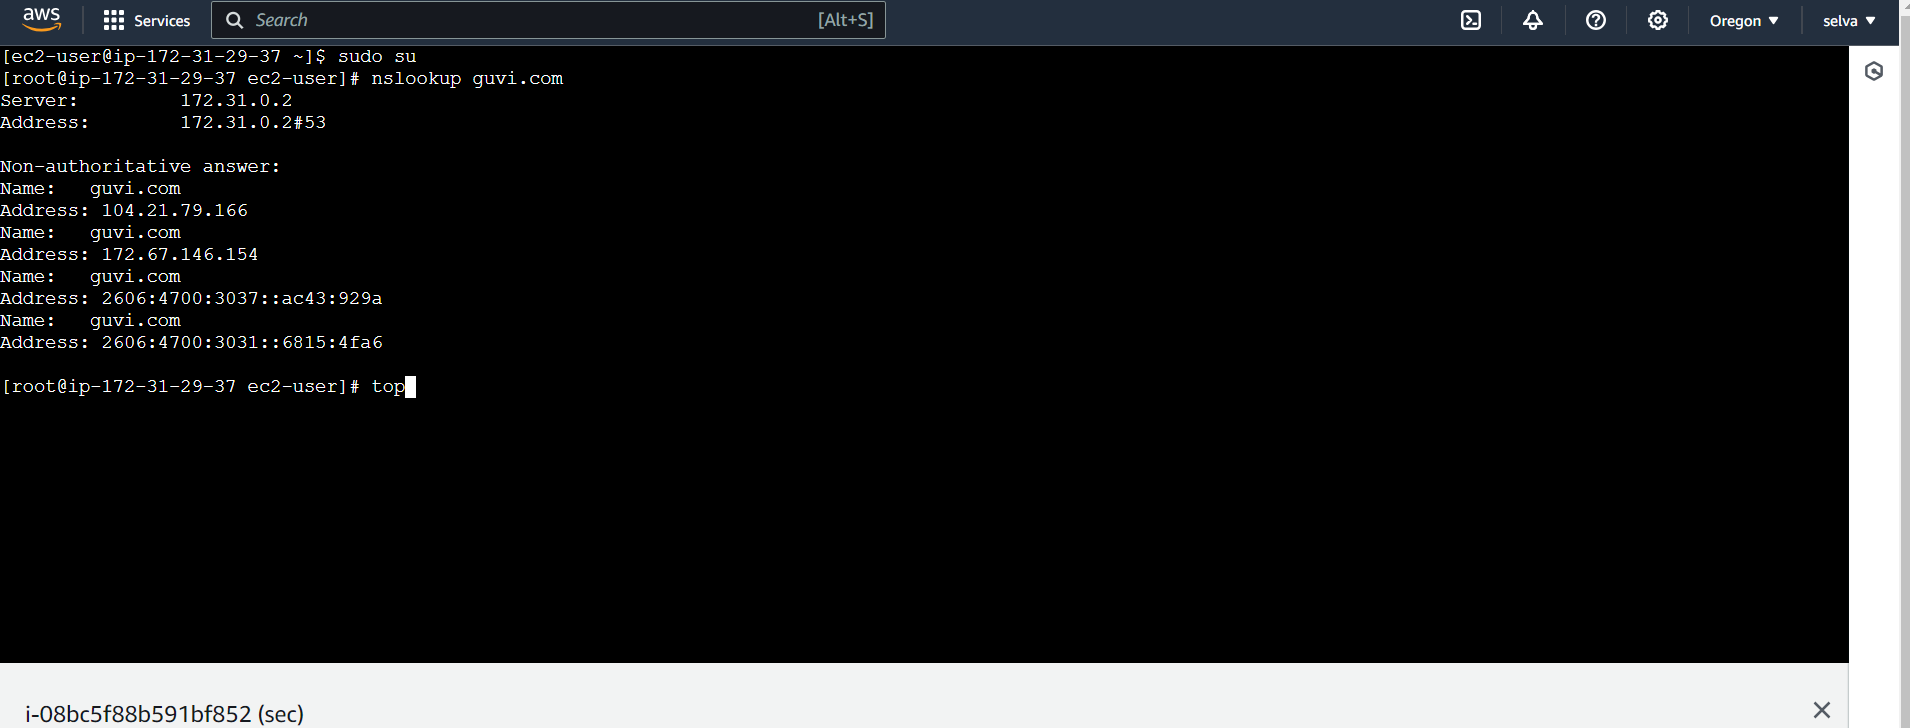 aws Services Search [Alt+S] Oregon selva
[ec2-user@ip-172-31-29-37 ~]$ sudo su
[root@ip-172-31-29-37 ec2-user]# nslookup guvi.com
Server: 172.31.0.2
Address: 172.31.0.2#53
Non-authoritative answer:
Name: guvi.com
Address: 104.21.79.166
Name: guvi.com
Address: 172.67.146.154
Name: guvi.com
Address: 2606:4700:3037::ac43:929a
Name: guvi.com
Address: 2606:4700:3031::6815:4fa6
[root@ip-172-31-29-37 ec2-user]# top
i-08bc5f88b591bf852 (sec)